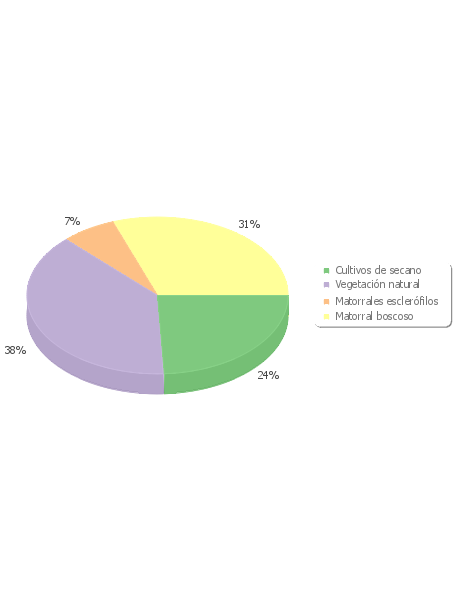 7%
31%
38%
24%
Cultivos de secano
Vegetación natural
Matorrales esclerófilos
Matorral boscoso